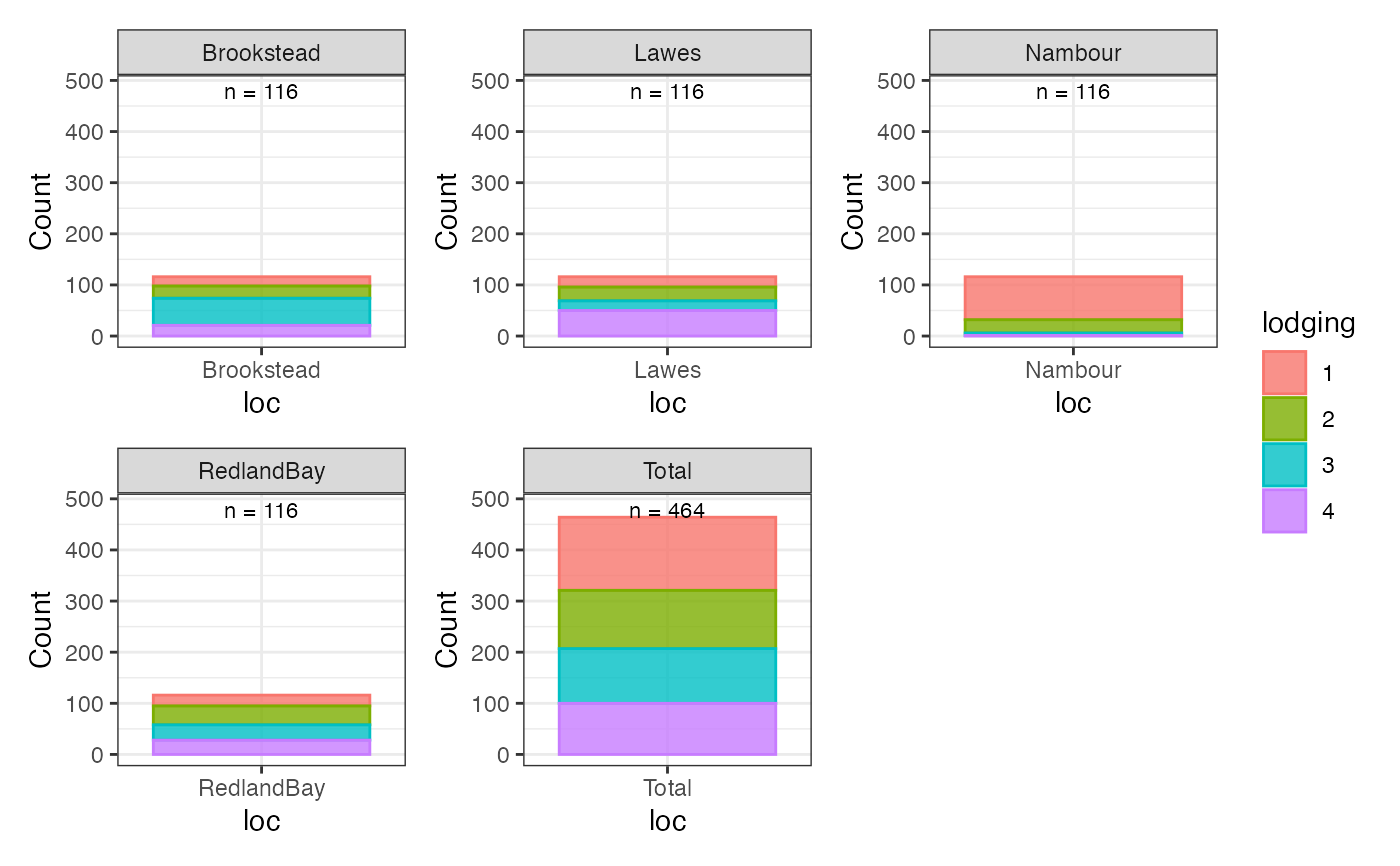 Brookstead
Lawes
Nambour
500
400
300
200
100
0
Count
n = 116
Brookstead
loc
500
400
300
200
100
0
Count
n = 116
Lawes
loc
500
400
300
200
100
0
Count
n = 116
Nambour
loc
RedlandBay
Total
500
400
300
200
100
0
Count
n = 116
RedlandBay
loc
500
400
300
200
100
0
Count
n = 464
Total
loc
lodging
1
2
3
4